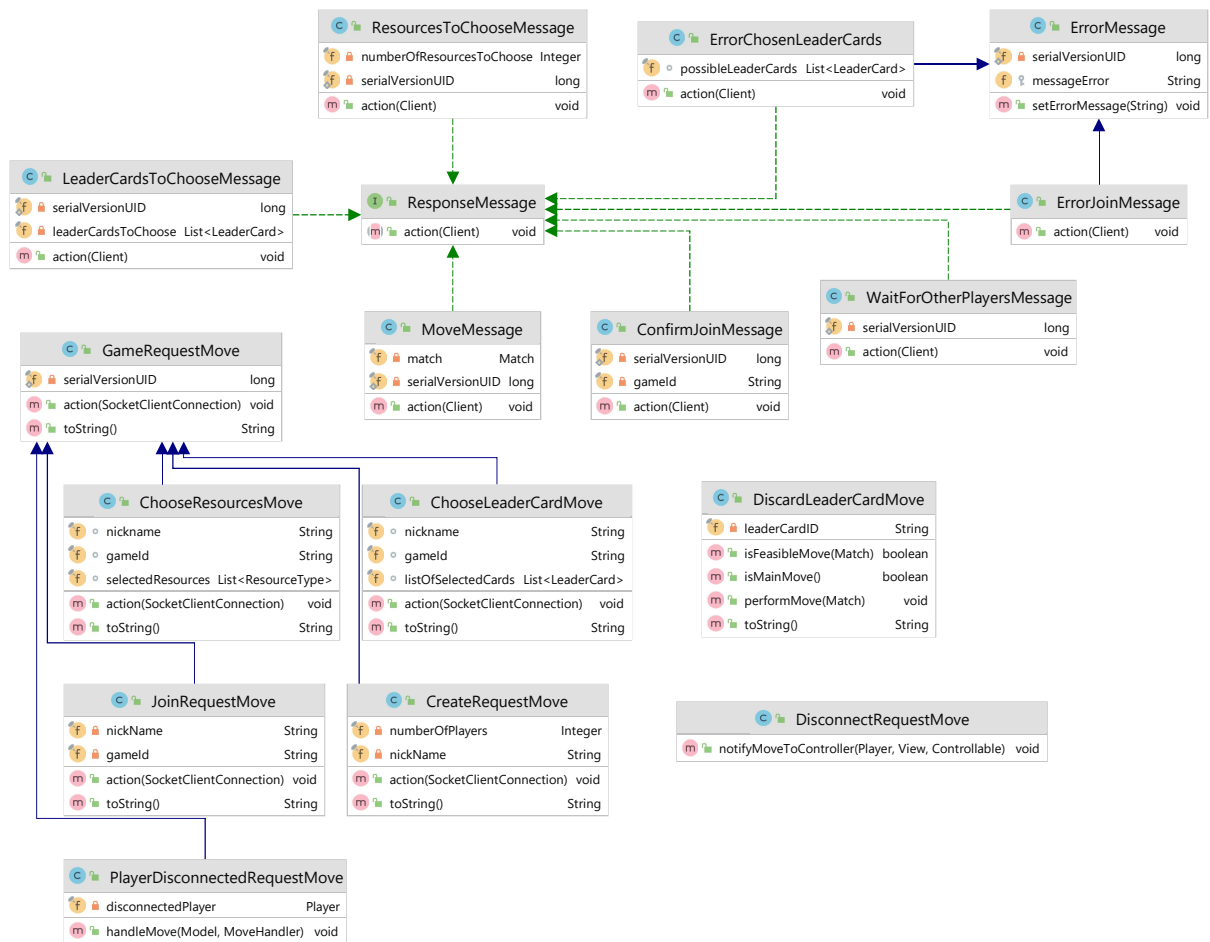 ResourcesToChooseMessage
numberOfResourcesToChoose Integer
serialVersionUID long
action(Client) void
ErrorChosenLeaderCards
possibleLeaderCards List<LeaderCard>
action(Client) void
ErrorMessage
serialVersionUID long
messageError String
setErrorMessage(String) void
LeaderCardsToChooseMessage
serialVersionUID long
leaderCardsToChoose List<LeaderCard>
action(Client) void
ResponseMessage
action(Client) void
ErrorJoinMessage
action(Client) void
WaitForOtherPlayersMessage
serialVersionUID long
action(Client) void
MoveMessage
match Match
serialVersionUID long
action(Client) void
ConfirmJoinMessage
serialVersionUID long
gameId String
action(Client) void
GameRequestMove
serialVersionUID long
action(SocketClientConnection) void
toString() String
ChooseResourcesMove
nickname String
gameId String
selectedResources List<ResourceType>
action(SocketClientConnection) void
toString() String
ChooseLeaderCardMove
nickname String
gameId String
listOfSelectedCards List<LeaderCard>
action(SocketClientConnection) void
toString() String
DiscardLeaderCardMove
leaderCardID String
isFeasibleMove(Match) boolean
isMainMove() boolean
performMove(Match) void
toString() String
JoinRequestMove
nickName String
gameId String
action(SocketClientConnection) void
toString() String
CreateRequestMove
numberOfPlayers Integer
nickName String
action(SocketClientConnection) void
toString() String
DisconnectRequestMove
notifyMoveToController(Player, View, Controllable) void
PlayerDisconnectedRequestMove
disconnectedPlayer Player
handleMove(Model, MoveHandler) void